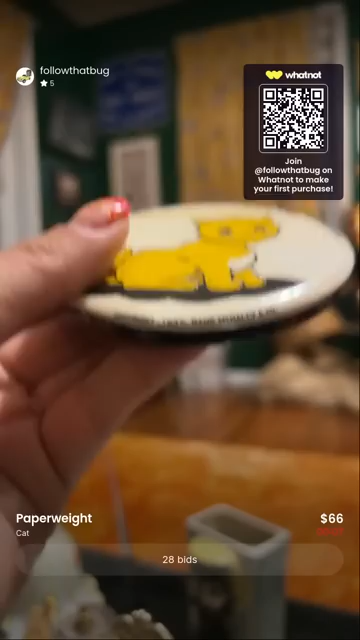 followthatbug
★ 5
whatnot
Join
@followthatbug on
Whatnot to make
your first purchase!
Paperweight
$66
Cat
28 bids